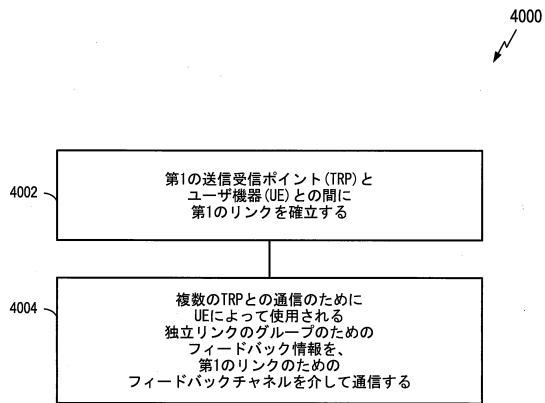 4000
4002
第1の送信受信ポイント(TRP)と
ユーザ機器(UE)との間に
第1のリンクを確立する
4004
複数のTRPとの通信のために
UEによって使用される
独立リンクのグループのための
フィードバック情報を、
第1のリンクのための
フィードバックチャネルを介して通信する